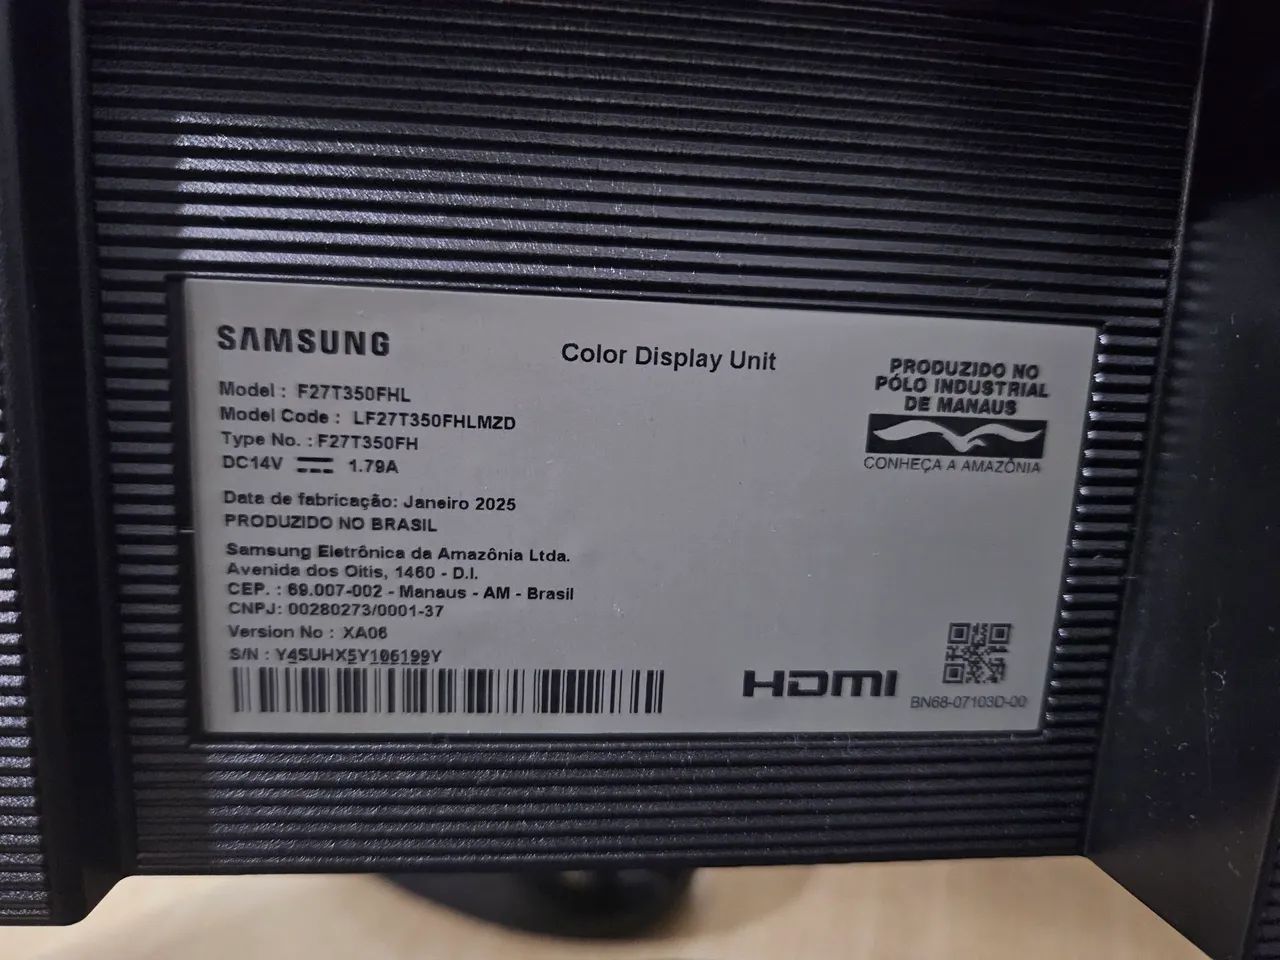 SAMSUNG
Color Display Unit
Model : F27T350FHL
Model Code : LF27T350FHLMZD
Type No. : F27T350FH
DC14V ⎓ 1.79A
Data de fabricação: Janeiro 2025
PRODUZIDO NO BRASIL
Samsung Eletrônica da Amazônia Ltda.
Avenida dos Oitis, 1460 - D.I.
CEP. : 69.007-002 - Manaus - AM - Brasil
CNPJ: 00280273/0001-37
Version No : XA06
S/N : Y4SUHX5Y106199Y
PRODUZIDO NO
PÓLO INDUSTRIAL
DE MANAUS
CONHEÇA A AMAZÔNIA
HDMI
BN68-07103D-00